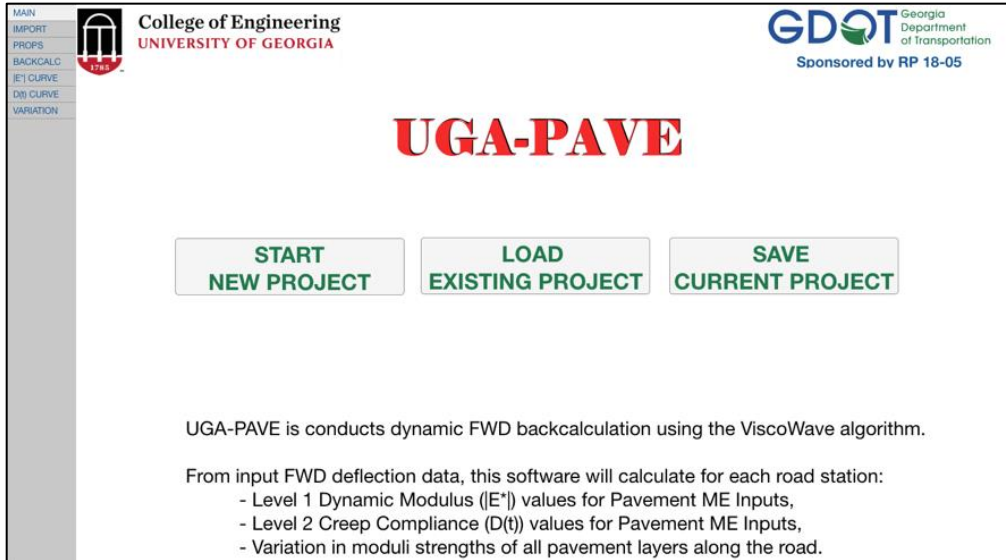 MAIN
IMPORT
PROPS
BACKCALC
|E*| CURVE
D(t) CURVE
VARIATION
1785
College of Engineering
UNIVERSITY OF GEORGIA
GDOT
Georgia
Department
of Transportation
Sponsored by RP 18-05
UGA-PAVE
START
NEW PROJECT
LOAD
EXISTING PROJECT
SAVE
CURRENT PROJECT
UGA-PAVE is conducts dynamic FWD backcalculation using the ViscoWave algorithm.
From input FWD deflection data, this software will calculate for each road station:
- Level 1 Dynamic Modulus (|E*|) values for Pavement ME Inputs,
- Level 2 Creep Compliance (D(t)) values for Pavement ME Inputs,
- Variation in moduli strengths of all pavement layers along the road.